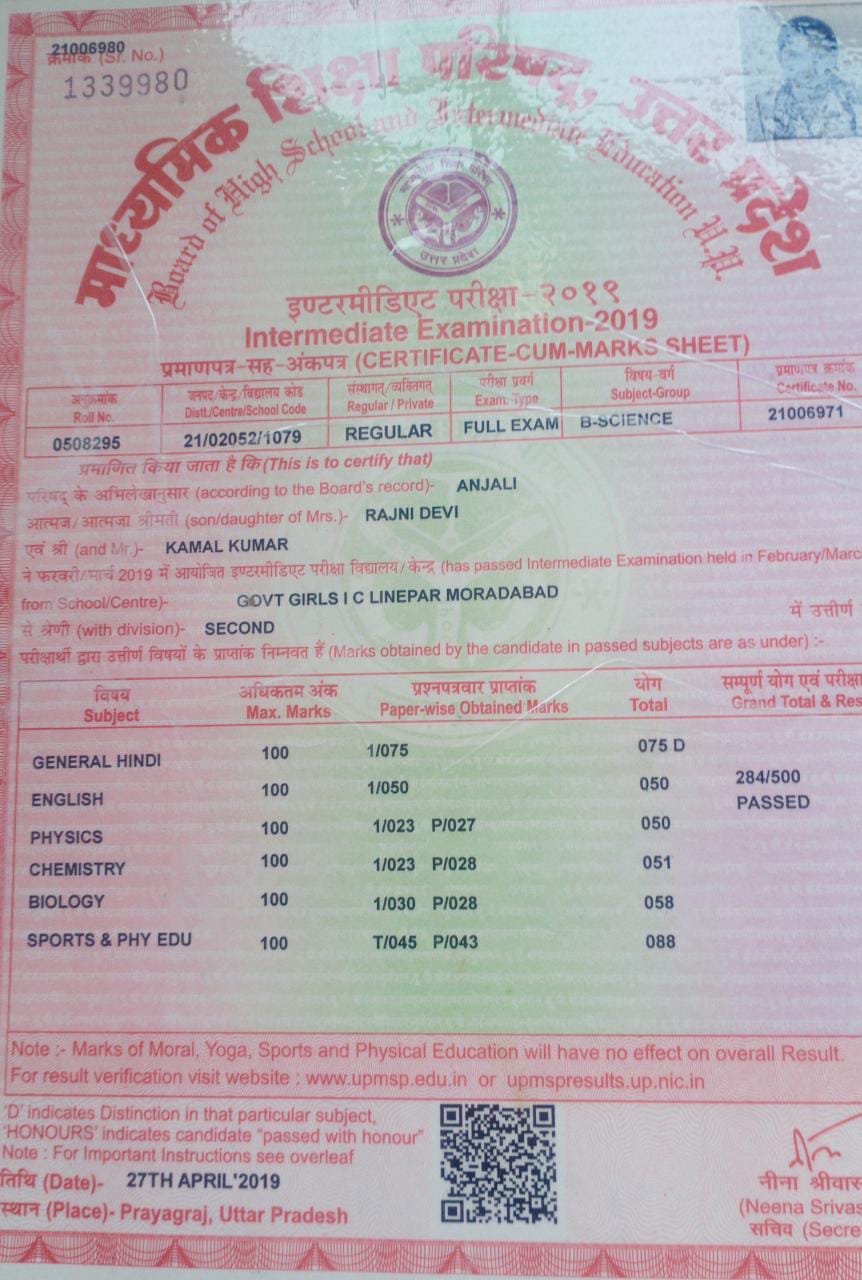 21006980
क्रमांक (Sr. No.)
1339980
माध्यमिक शिक्षा परिषद्, उत्तर प्रदेश
Board of High School and Intermediate Education U.P.
उत्तर प्रदेश
इण्टरमीडिएट परीक्षा-२०१९
Intermediate Examination-2019
प्रमाणपत्र-सह-अंकपत्र (CERTIFICATE-CUM-MARKS SHEET)
अनुक्रमांक जनपद/केन्द्र/विद्यालय कोड संस्थागत/व्यक्तिगत परीक्षा प्रवर्ग विषय-वर्ग प्रमाणपत्र क्रमांक
Roll No. Distt./Centre/School Code Regular / Private Exam. Type Subject-Group Certificate No.
0508295 21/02052/1079 REGULAR FULL EXAM B-SCIENCE 21006971
प्रमाणित किया जाता है कि (This is to certify that)
परिषद् के अभिलेखानुसार (according to the Board's record)- ANJALI
आत्मज/आत्मजा श्रीमती (son/daughter of Mrs.)- RAJNI DEVI
एवं श्री (and Mr.)- KAMAL KUMAR
ने फरवरी/मार्च 2019 में आयोजित इण्टरमीडिएट परीक्षा विद्यालय/केन्द्र (has passed Intermediate Examination held in February/Marc
from School/Centre)- GOVT GIRLS I C LINEPAR MORADABAD में उत्तीर्ण
से श्रेणी (with division)- SECOND
परीक्षार्थी द्वारा उत्तीर्ण विषयों के प्राप्तांक निम्नवत हैं (Marks obtained by the candidate in passed subjects are as under) :-
विषय अधिकतम अंक प्रश्नपत्रवार प्राप्तांक योग सम्पूर्ण योग एवं परीक्षा
Subject Max. Marks Paper-wise Obtained Marks Total Grand Total & Res
GENERAL HINDI 100 1/075 075 D
ENGLISH 100 1/050 050 284/500
PASSED
PHYSICS 100 1/023 P/027 050
CHEMISTRY 100 1/023 P/028 051
BIOLOGY 100 1/030 P/028 058
SPORTS & PHY EDU 100 T/045 P/043 088
Note :- Marks of Moral, Yoga, Sports and Physical Education will have no effect on overall Result.
For result verification visit website : www.upmsp.edu.in or upmspresults.up.nic.in
'D' indicates Distinction in that particular subject,
'HONOURS' indicates candidate "passed with honour"
Note : For Important Instructions see overleaf
तिथि (Date)- 27TH APRIL'2019
स्थान (Place)- Prayagraj, Uttar Pradesh
नीना श्रीवास
(Neena Srivas
सचिव (Secre